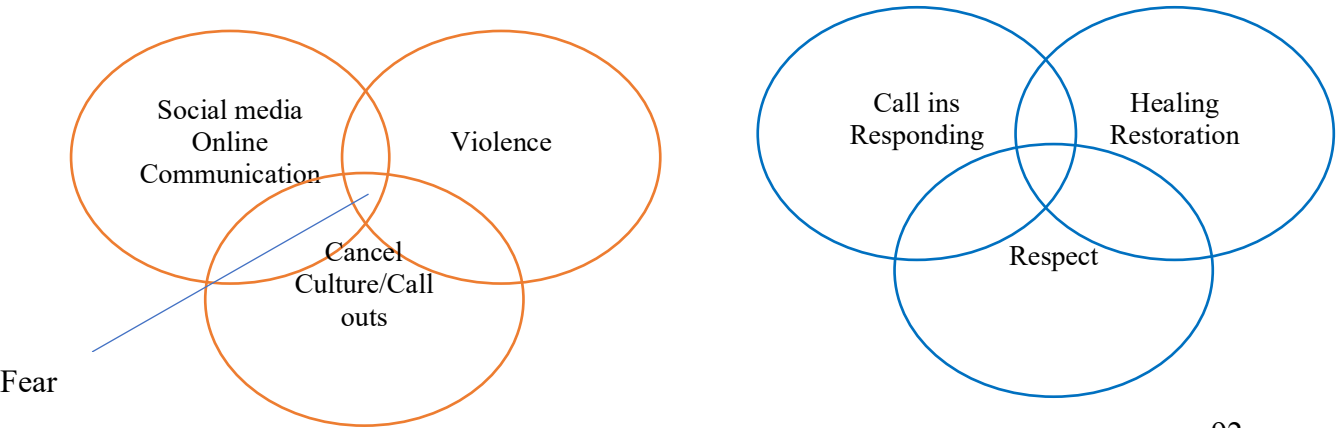 Social media
Online
Communication
Violence
Cancel
Culture/Call
outs
Fear
Call ins
Responding
Healing
Restoration
Respect